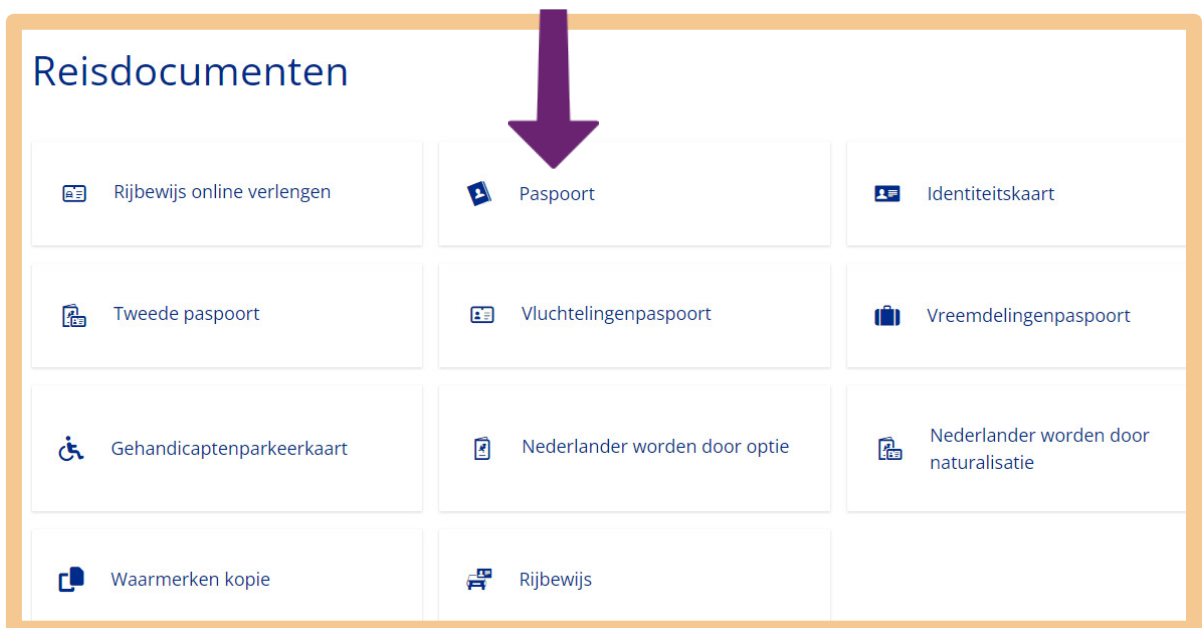 Reisdocumenten
Rijbewijs online verlengen
Paspoort
Identiteitskaart
Tweede paspoort
Vluchtelingenpaspoort
Vreemdelingenpaspoort
Gehandicaptenparkeerkaart
Nederlander worden door optie
Nederlander worden door
naturalisatie
Waarmerken kopie
Rijbewijs